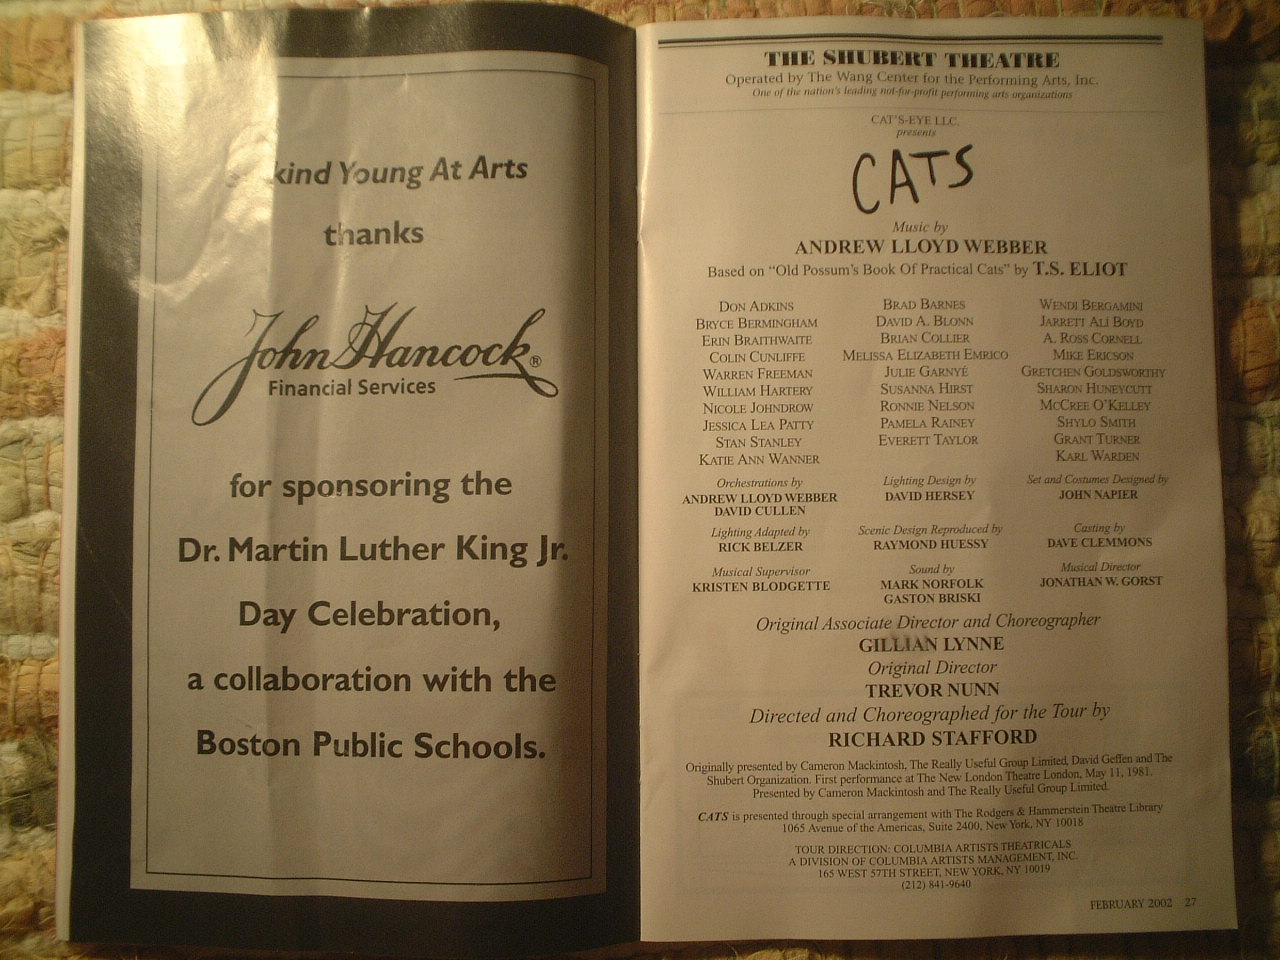 kind Young At Arts
thanks
John Hancock®
Financial Services
for sponsoring the
Dr. Martin Luther King Jr.
Day Celebration,
a collaboration with the
Boston Public Schools.
THE SHUBERT THEATRE
Operated by The Wang Center for the Performing Arts, Inc.
One of the nation's leading not-for-profit performing arts organizations
CAT'S-EYE LLC.
presents
CATS
Music by
ANDREW LLOYD WEBBER
Based on "Old Possum's Book Of Practical Cats" by T.S. ELIOT
DON ADKINS
BRYCE BERMINGHAM
ERIN BRAITHWAITE
COLIN CUNLIFFE
WARREN FREEMAN
WILLIAM HARTERY
NICOLE JOHNDROW
JESSICA LEA PATTY
STAN STANLEY
KATIE ANN WANNER
BRAD BARNES
DAVID A. BLONN
BRIAN COLLIER
MELISSA ELIZABETH EMRICO
JULIE GARNYÉ
SUSANNA HIRST
RONNIE NELSON
PAMELA RAINEY
EVERETT TAYLOR
WENDI BERGAMINI
JARRETT ALI BOYD
A. ROSS CORNELL
MIKE ERICSON
GRETCHEN GOLDSWORTHY
SHARON HUNEYCUTT
MCCREE O'KELLEY
SHYLO SMITH
GRANT TURNER
KARL WARDEN
Orchestrations by
ANDREW LLOYD WEBBER
DAVID CULLEN
Lighting Design by
DAVID HERSEY
Set and Costumes Designed by
JOHN NAPIER
Lighting Adapted by
RICK BELZER
Scenic Design Reproduced by
RAYMOND HUESSY
Casting by
DAVE CLEMMONS
Musical Supervisor
KRISTEN BLODGETTE
Sound by
MARK NORFOLK
GASTON BRISKI
Musical Director
JONATHAN W. GORST
Original Associate Director and Choreographer
GILLIAN LYNNE
Original Director
TREVOR NUNN
Directed and Choreographed for the Tour by
RICHARD STAFFORD
Originally presented by Cameron Mackintosh, The Really Useful Group Limited, David Geffen and The
Shubert Organization. First performance at The New London Theatre London, May 11, 1981.
Presented by Cameron Mackintosh and The Really Useful Group Limited.
CATS is presented through special arrangement with The Rodgers & Hammerstein Theatre Library
1065 Avenue of the Americas, Suite 2400, New York, NY 10018
TOUR DIRECTION: COLUMBIA ARTISTS THEATRICALS
A DIVISION OF COLUMBIA ARTISTS MANAGEMENT, INC.
165 WEST 57TH STREET, NEW YORK, NY 10019
(212) 841-9640
FEBRUARY 2002 27